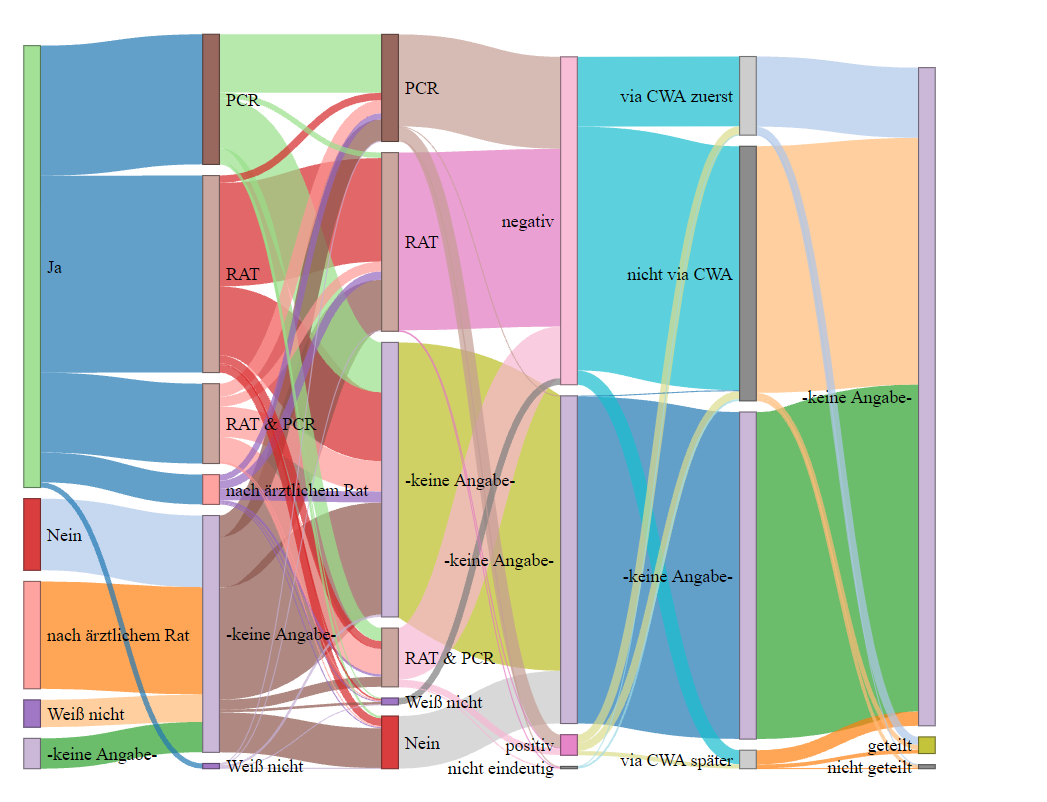 Ja
Nein
nach ärztlichem Rat
Weiß nicht
-keine Angabe-
PCR
RAT
RAT & PCR
nach ärztlichem Rat
-keine Angabe-
Weiß nicht
PCR
RAT
-keine Angabe-
RAT & PCR
Weiß nicht
Nein
negativ
-keine Angabe-
positiv
nicht eindeutig
via CWA zuerst
nicht via CWA
-keine Angabe-
via CWA später
-keine Angabe-
geteilt
nicht geteilt